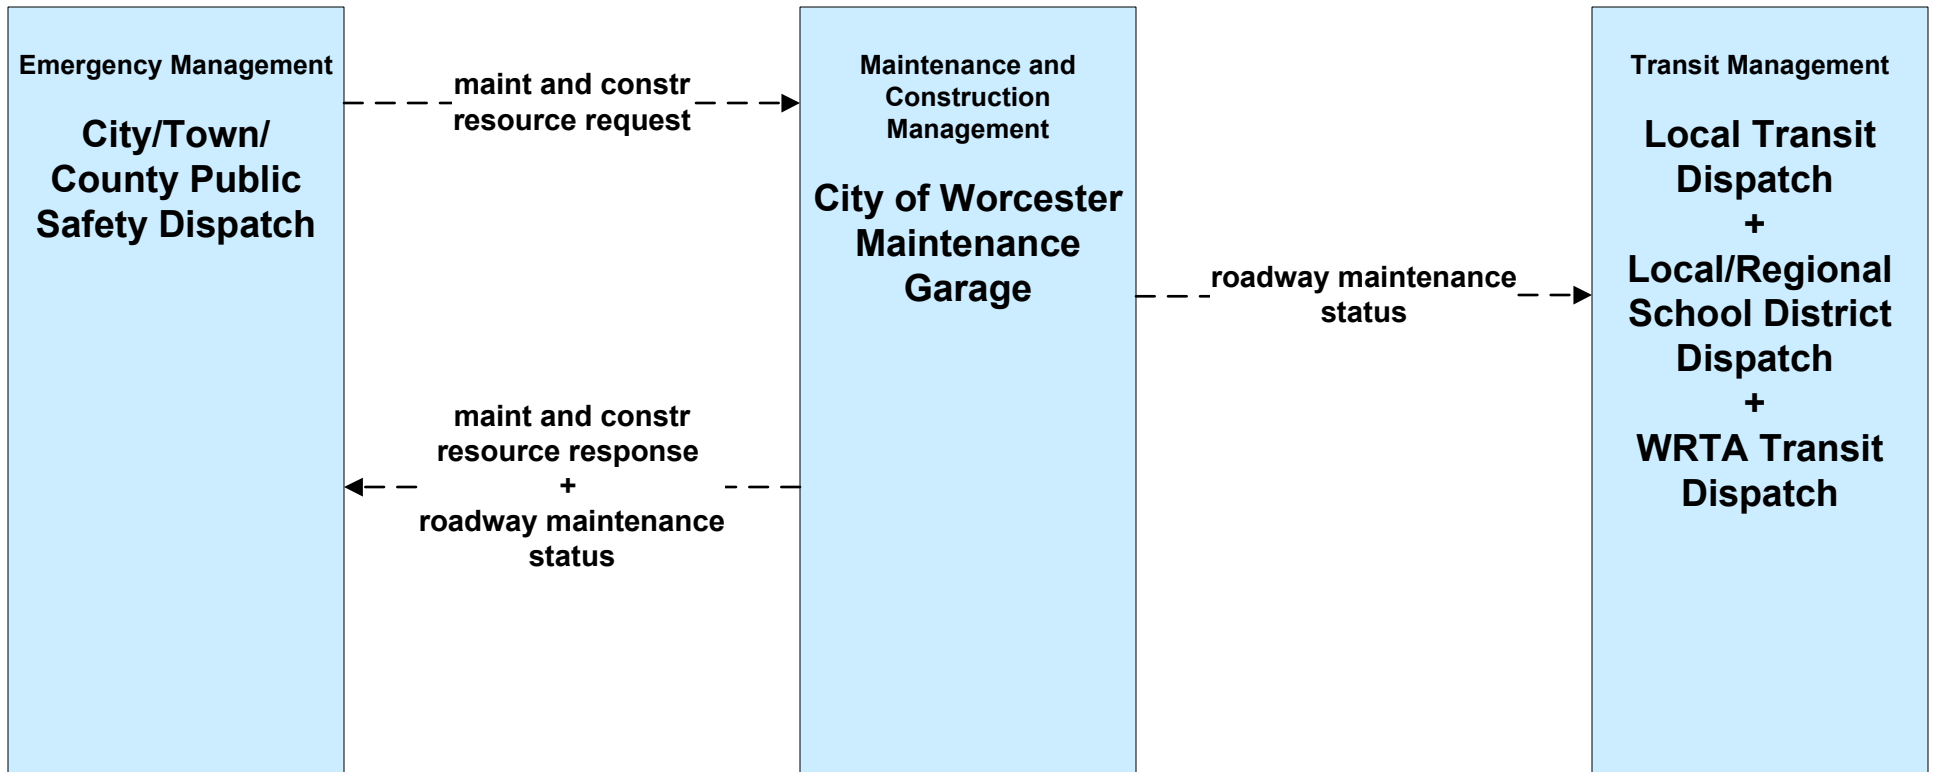 Emergency Management
City/Town/
County Public
Safety Dispatch
maint and constr
resource request
maint and constr
resource response
+
roadway maintenance
status
Maintenance and
Construction
Management
City of Worcester
Maintenance
Garage
roadway maintenance
status
Transit Management
Local Transit
Dispatch
+
Local/Regional
School District
Dispatch
+
WRTA Transit
Dispatch